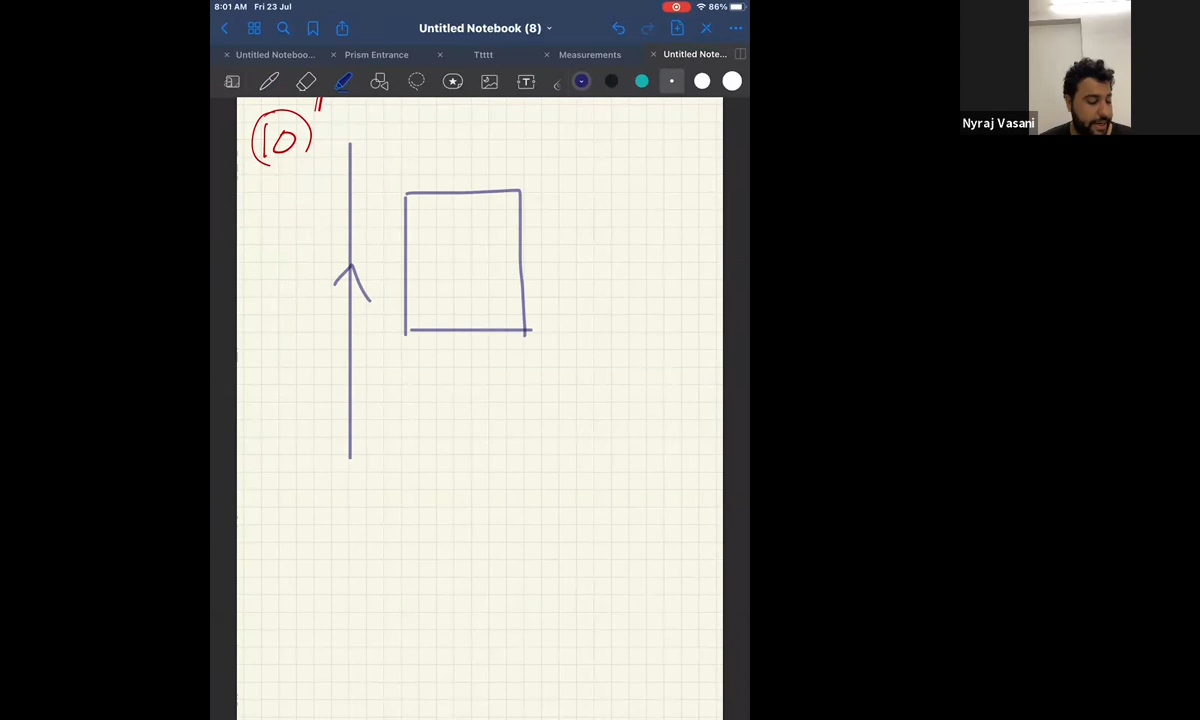 8:01 AM Fri 23 Jul
86%
Untitled Notebook (8)
Untitled Noteboo...
Prism Entrance
Ttttt
Measurements
Untitled Note...
T
10
Nyraj Vasani